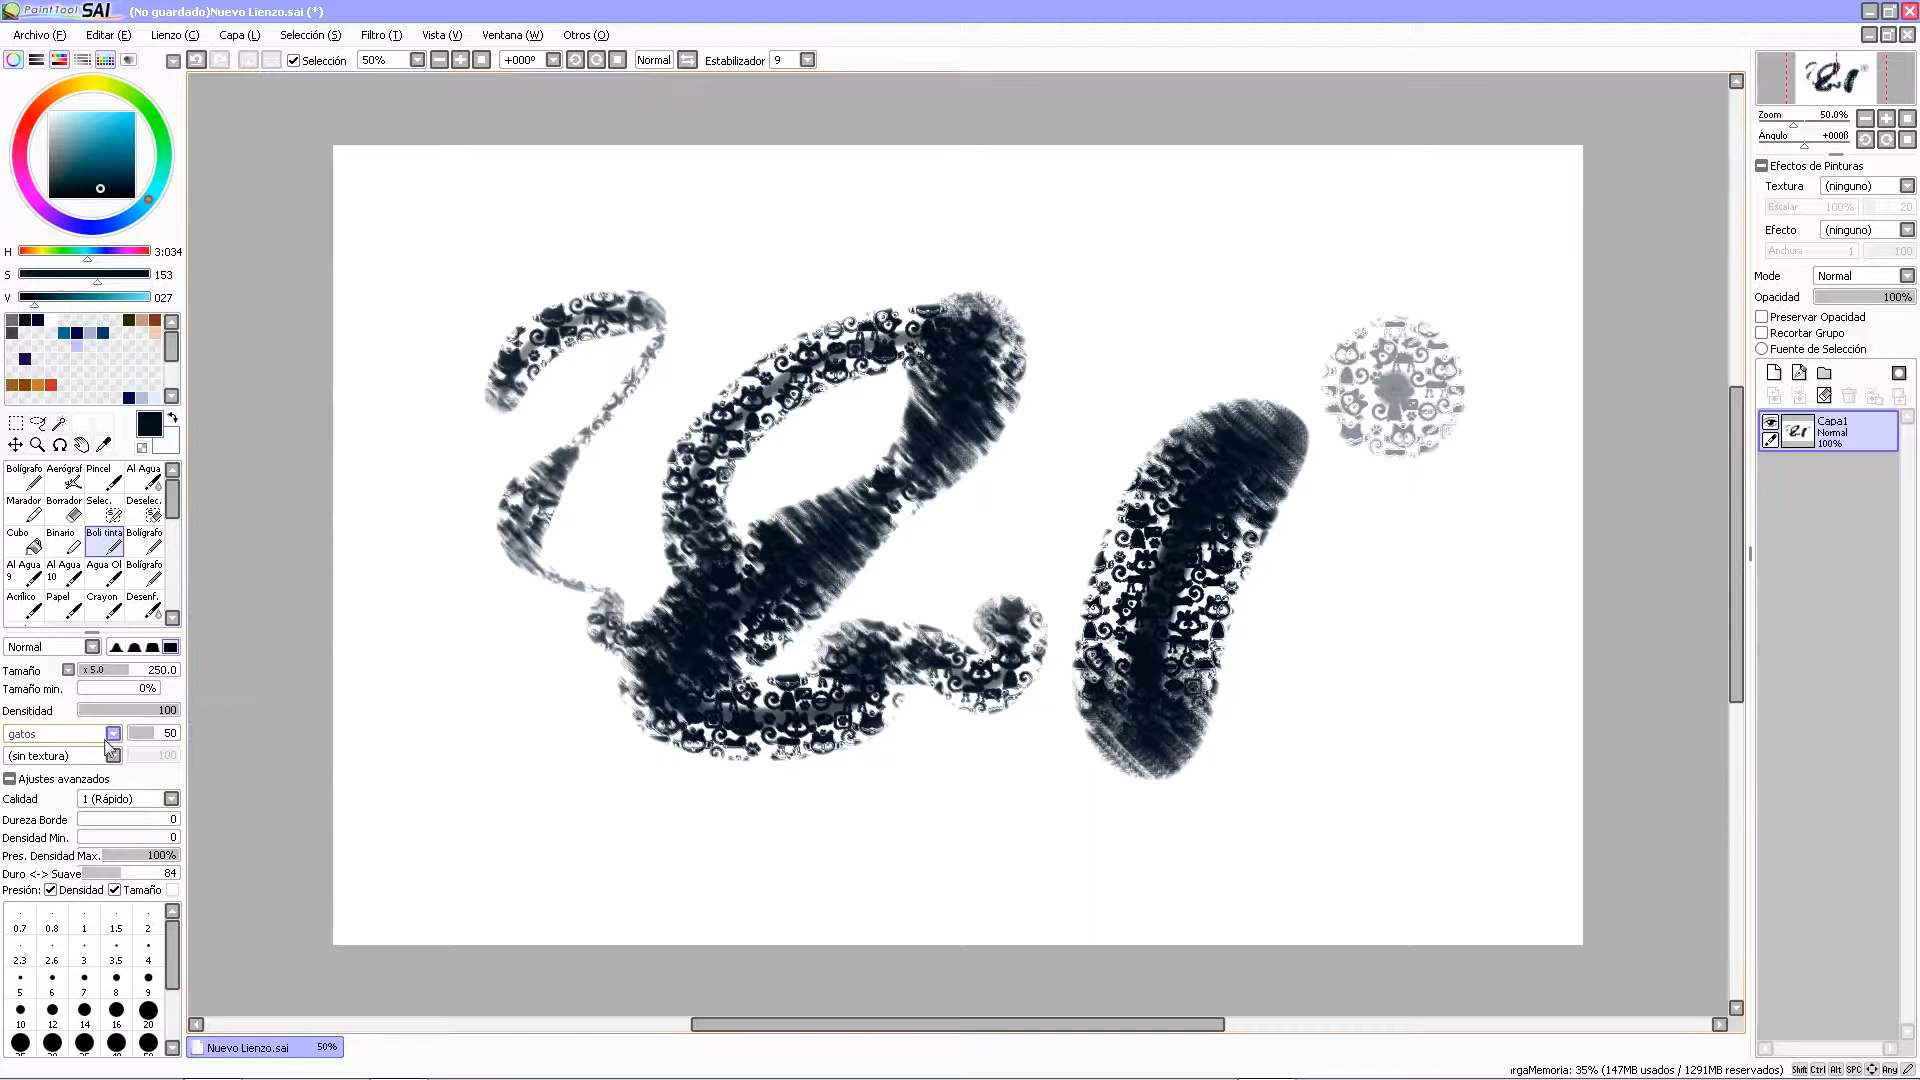 PaintTool SAI (No guardado)Nuevo Lienzo.sai (*)
Archivo (F) Editar (E) Lienzo (C) Capa (L) Selección (S) Filtro (T) Vista (V) Ventana (W) Otros (O)
Selección 50% +000º Normal Estabilizador 9
H 3:034
S 153
V 027
Bolígrafo Aerógraf Pincel Al Agua
Marador Borrador Selec. Deselec.
Cubo Binario Boli tinta Bolígrafo
Al Agua 9 Al Agua 10 Agua Ol Bolígrafo
Acrílico Papel Crayon Desenf.
Normal
Tamaño x 5.0 250.0
Tamaño min. 0%
Densitidad 100
gatos 50
(sin textura) 100
Ajustes avanzados
Calidad 1 (Rápido)
Dureza Borde 0
Densidad Min. 0
Pres. Densidad Max. 100%
Duro <-> Suave 84
Presión: Densidad Tamaño
0.7 0.8 1 1.5 2
2.3 2.6 3 3.5 4
5 6 7 8 9
10 12 14 16 20
Zoom 50.0%
Ángulo +000ß
Efectos de Pinturas
Textura (ninguno)
Escalar 100% 20
Efecto (ninguno)
Anchura 1 100
Mode Normal
Opacidad 100%
Preservar Opacidad
Recortar Grupo
Fuente de Selección
Capa1
Normal
100%
Nuevo Lienzo.sai 50%
rgaMemoria: 35% (147MB usados / 1291MB reservados) Shift Ctrl Alt SPC Any